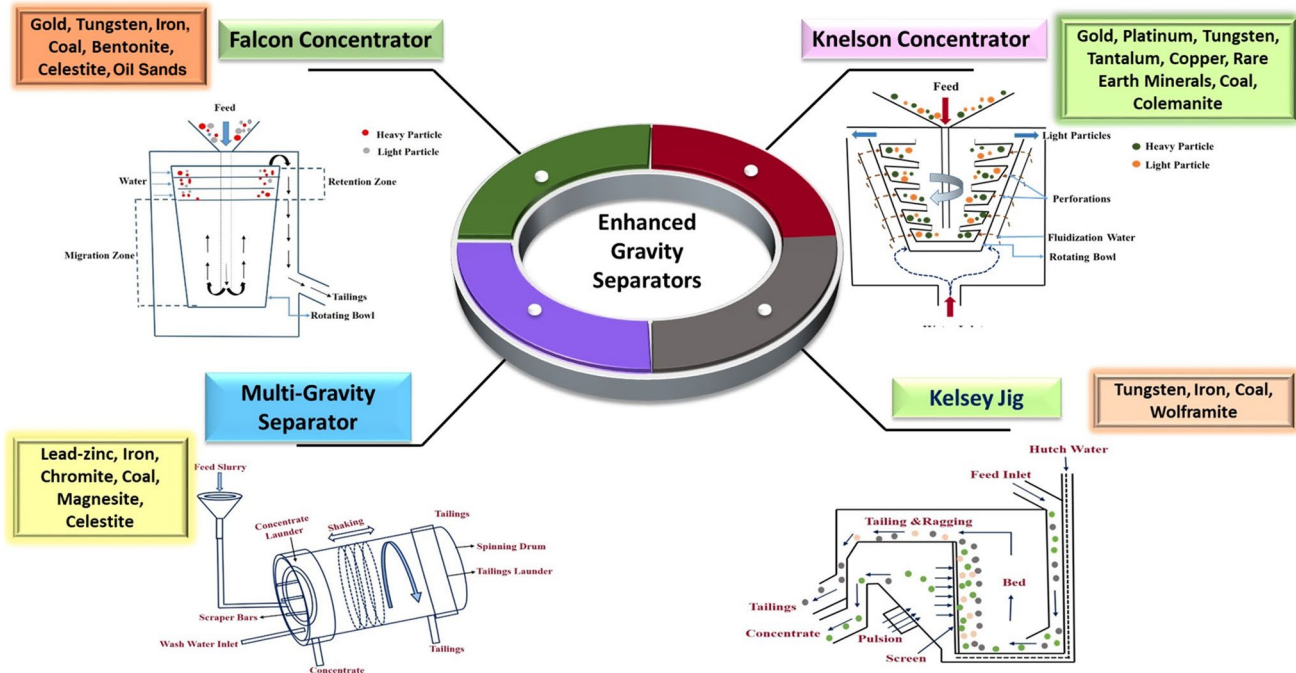 Gold, Tungsten, Iron,
Coal, Bentonite,
Celestite, Oil Sands
Falcon Concentrator
Feed
Heavy Particle
Light Particle
Water
Retention Zone
Migration Zone
Tailings
Rotating Bowl
Knelson Concentrator
Gold, Platinum, Tungsten,
Tantalum, Copper, Rare
Earth Minerals, Coal,
Colemanite
Feed
Light Particles
Heavy Particle
Light Particle
Perforations
Fluidization Water
Rotating Bowl
Enhanced
Gravity
Separators
Multi-Gravity
Separator
Lead-zinc, Iron,
Chromite, Coal,
Magnesite,
Celestite
Feed Slurry
Concentrate
Launder
Shaking
Tailings
Spinning Drum
Tailings Launder
Scraper Bars
Wash Water Inlet
Tailings
Concentrate
Kelsey Jig
Tungsten, Iron, Coal,
Wolframite
Hutch Water
Feed Inlet
Tailing &Ragging
Bed
Tailings
Concentrate
Pulsion
Screen